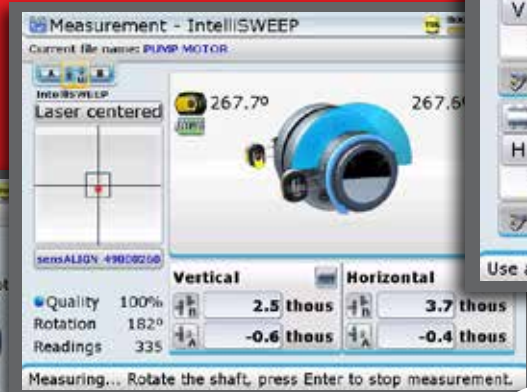 Measurement - IntelliSWEEP
Current file name: PUMP MOTOR
IntelliSWEEP
Laser centered
267.7º
267.6º
sensALIGN 49000260
Vertical
Horizontal
Quality 100%
2.5 thous
3.7 thous
Rotation 182º
Readings 335
-0.6 thous
-0.4 thous
Measuring... Rotate the shaft, press Enter to stop measurement.
V
H
Use a